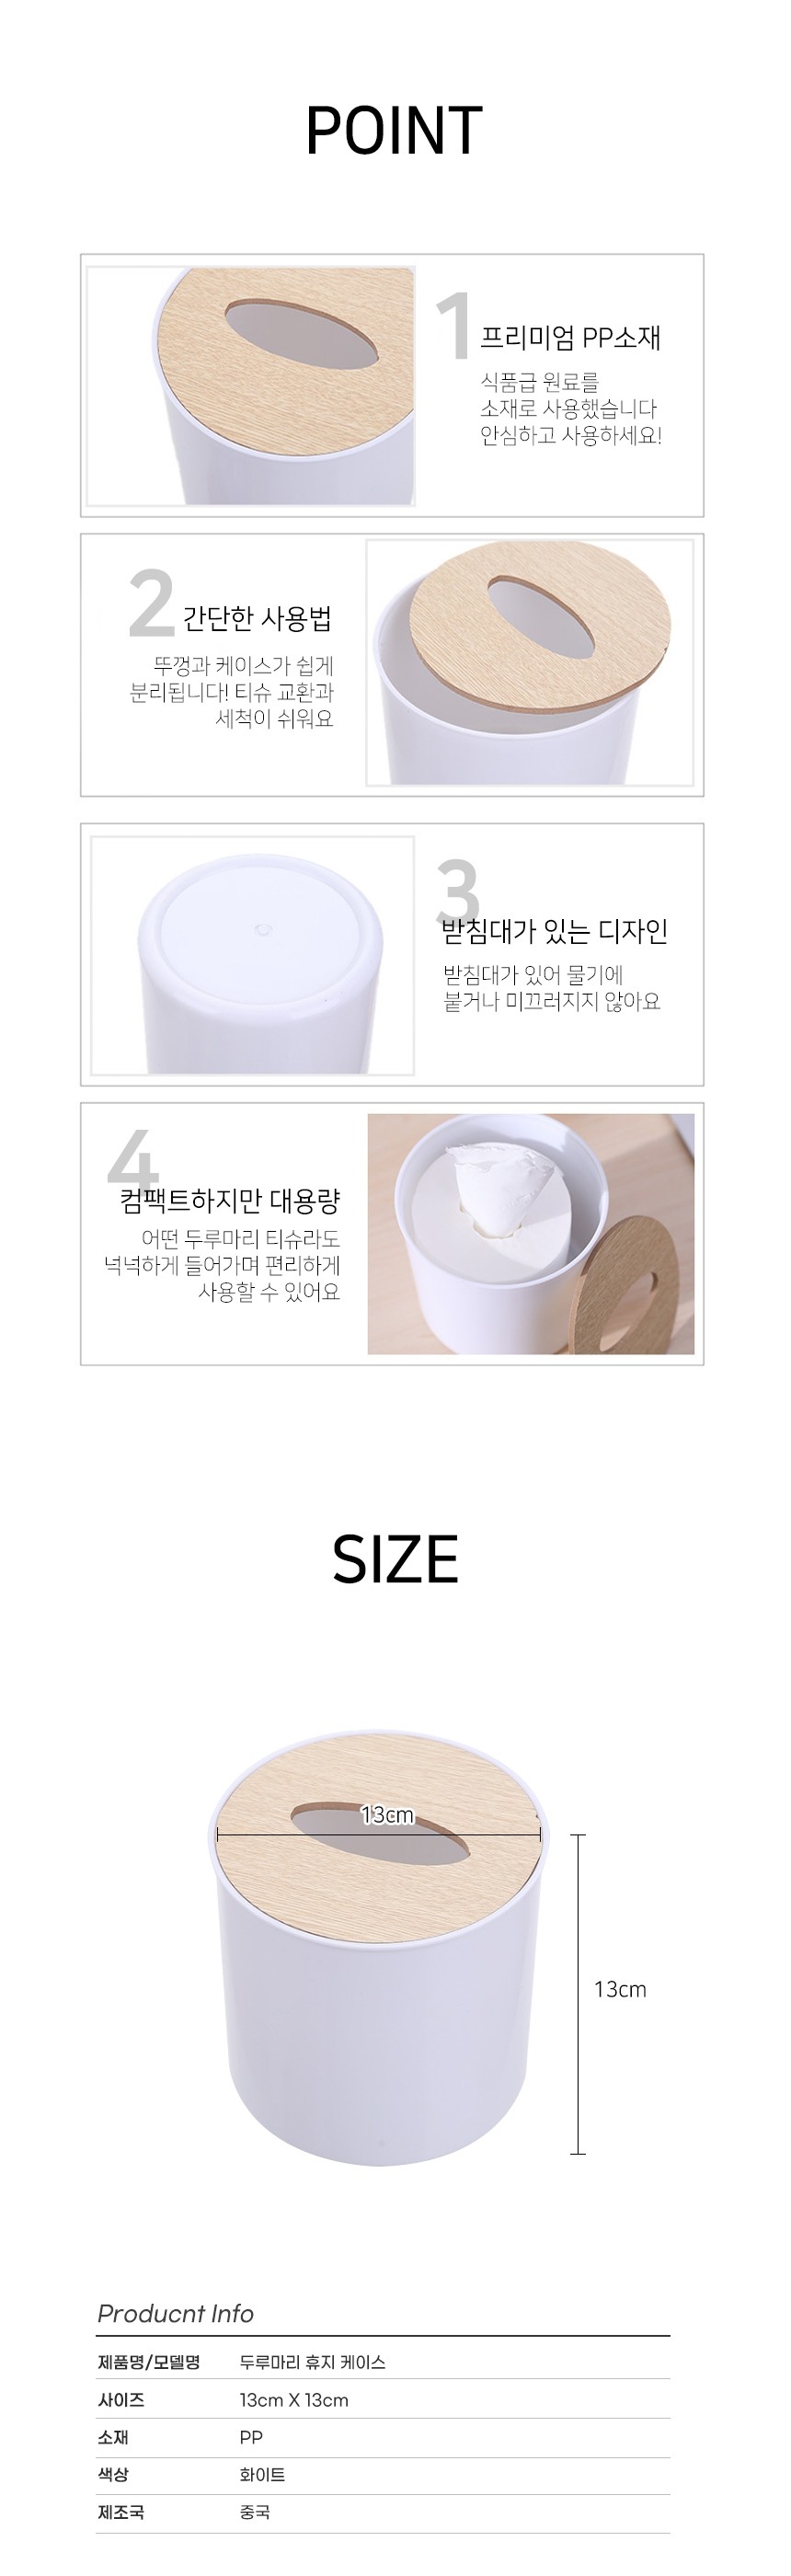 POINT
1
프리미엄 PP소재
식품급 원료를
소재로 사용했습니다
안심하고 사용하세요!
2
간단한 사용법
뚜껑과 케이스가 쉽게
분리됩니다! 티슈 교환과
세척이 쉬워요
3
받침대가 있는 디자인
받침대가 있어 물기에
붙거나 미끄러지지 않아요
4
컴팩트하지만 대용량
어떤 두루마리 티슈라도
넉넉하게 들어가며 편리하게
사용할 수 있어요
SIZE
13cm
13cm
Producnt Info
제품명/모델명 두루마리 휴지 케이스
사이즈 13cm X 13cm
소재 PP
색상 화이트
제조국 중국